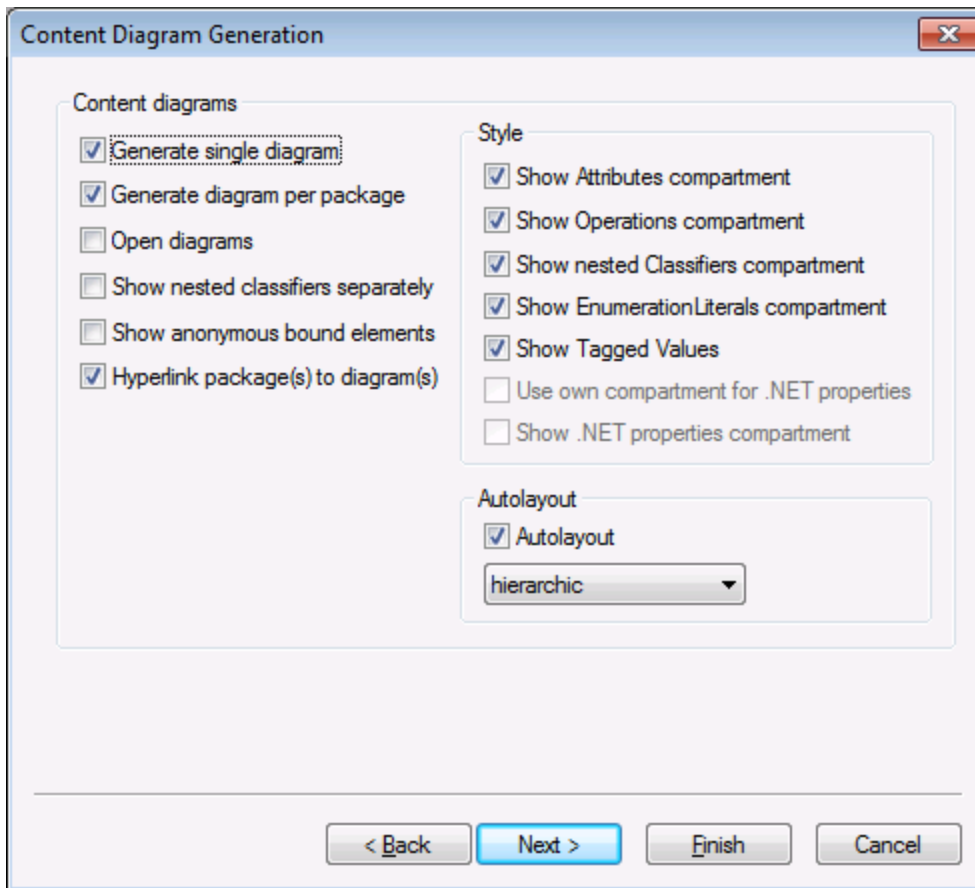 Content Diagram Generation
Content diagrams
Generate single diagram
Generate diagram per package
Open diagrams
Show nested classifiers separately
Show anonymous bound elements
Hyperlink package(s) to diagram(s)
Style
Show Attributes compartment
Show Operations compartment
Show nested Classifiers compartment
Show EnumerationLiterals compartment
Show Tagged Values
Use own compartment for .NET properties
Show .NET properties compartment
Autolayout
Autolayout
hierarchic
< Back
Next >
Finish
Cancel